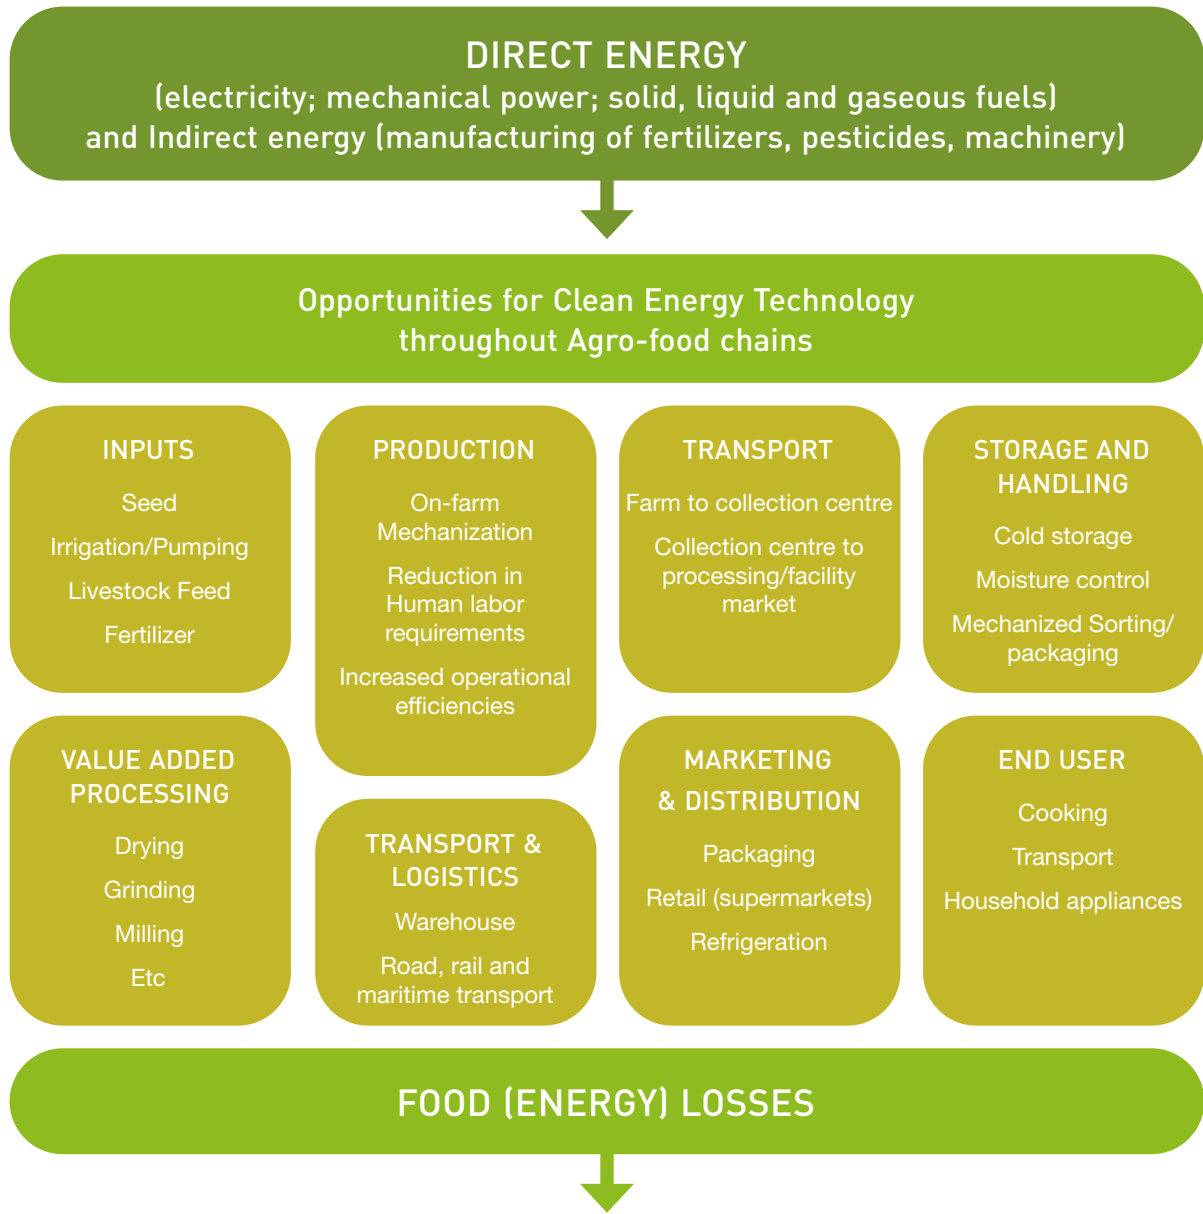 DIRECT ENERGY
(electricity; mechanical power; solid, liquid and gaseous fuels)
and Indirect energy (manufacturing of fertilizers, pesticides, machinery)
Opportunities for Clean Energy Technology
throughout Agro-food chains
INPUTS
Seed
Irrigation/Pumping
Livestock Feed
Fertilizer
PRODUCTION
On-farm
Mechanization
Reduction in
Human labor
requirements
Increased operational
efficiencies
TRANSPORT
Farm to collection centre
Collection centre to
processing/facility
market
STORAGE AND
HANDLING
Cold storage
Moisture control
Mechanized Sorting/
packaging
VALUE ADDED
PROCESSING
Drying
Grinding
Milling
Etc
TRANSPORT &
LOGISTICS
Warehouse
Road, rail and
maritime transport
MARKETING
& DISTRIBUTION
Packaging
Retail (supermarkets)
Refrigeration
END USER
Cooking
Transport
Household appliances
FOOD (ENERGY) LOSSES